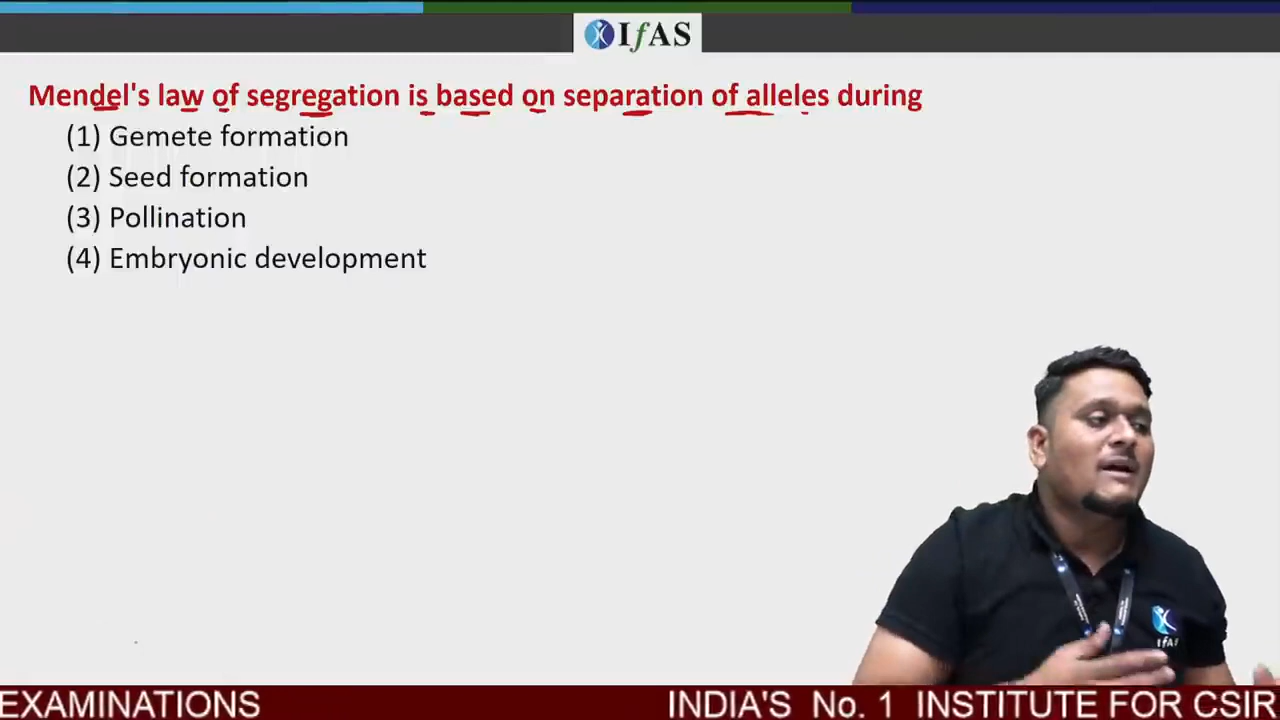 IfAS
Mendel's law of segregation is based on separation of alleles during
(1) Gemete formation
(2) Seed formation
(3) Pollination
(4) Embryonic development
IfAS
EXAMINATIONS INDIA'S No. 1 INSTITUTE FOR CSIR